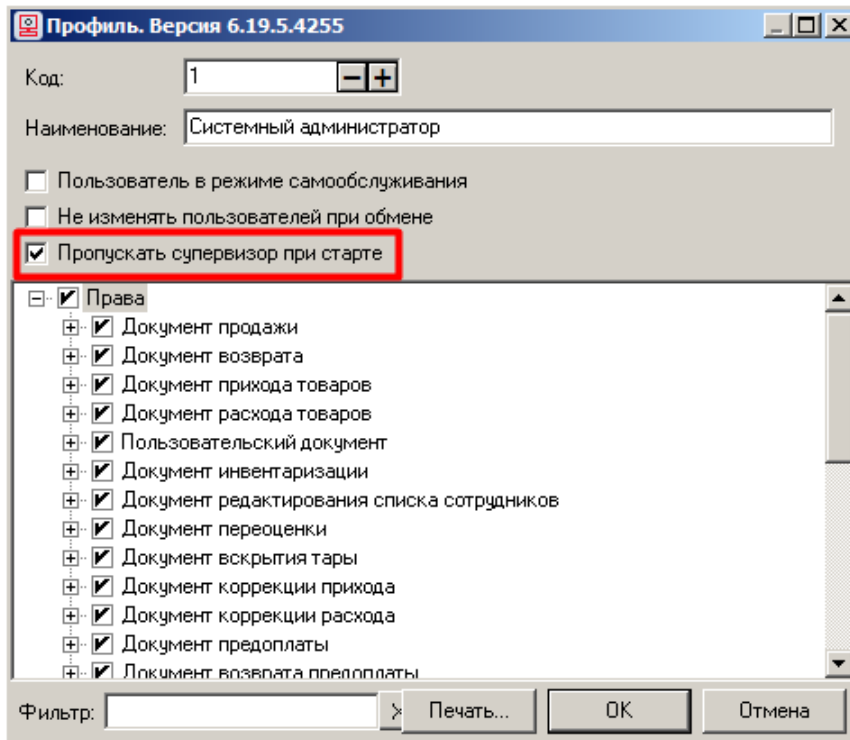 Профиль. Версия 6.19.5.4255
Код: 1
Наименование: Системный администратор
Пользователь в режиме самообслуживания
Не изменять пользователей при обмене
Пропускать супервизор при старте
Права
Документ продажи
Документ возврата
Документ прихода товаров
Документ расхода товаров
Пользовательский документ
Документ инвентаризации
Документ редактирования списка сотрудников
Документ переоценки
Документ вскрытия тары
Документ коррекции прихода
Документ коррекции расхода
Документ предоплаты
Документ возврата предоплаты
Фильтр: Печать... OK Отмена